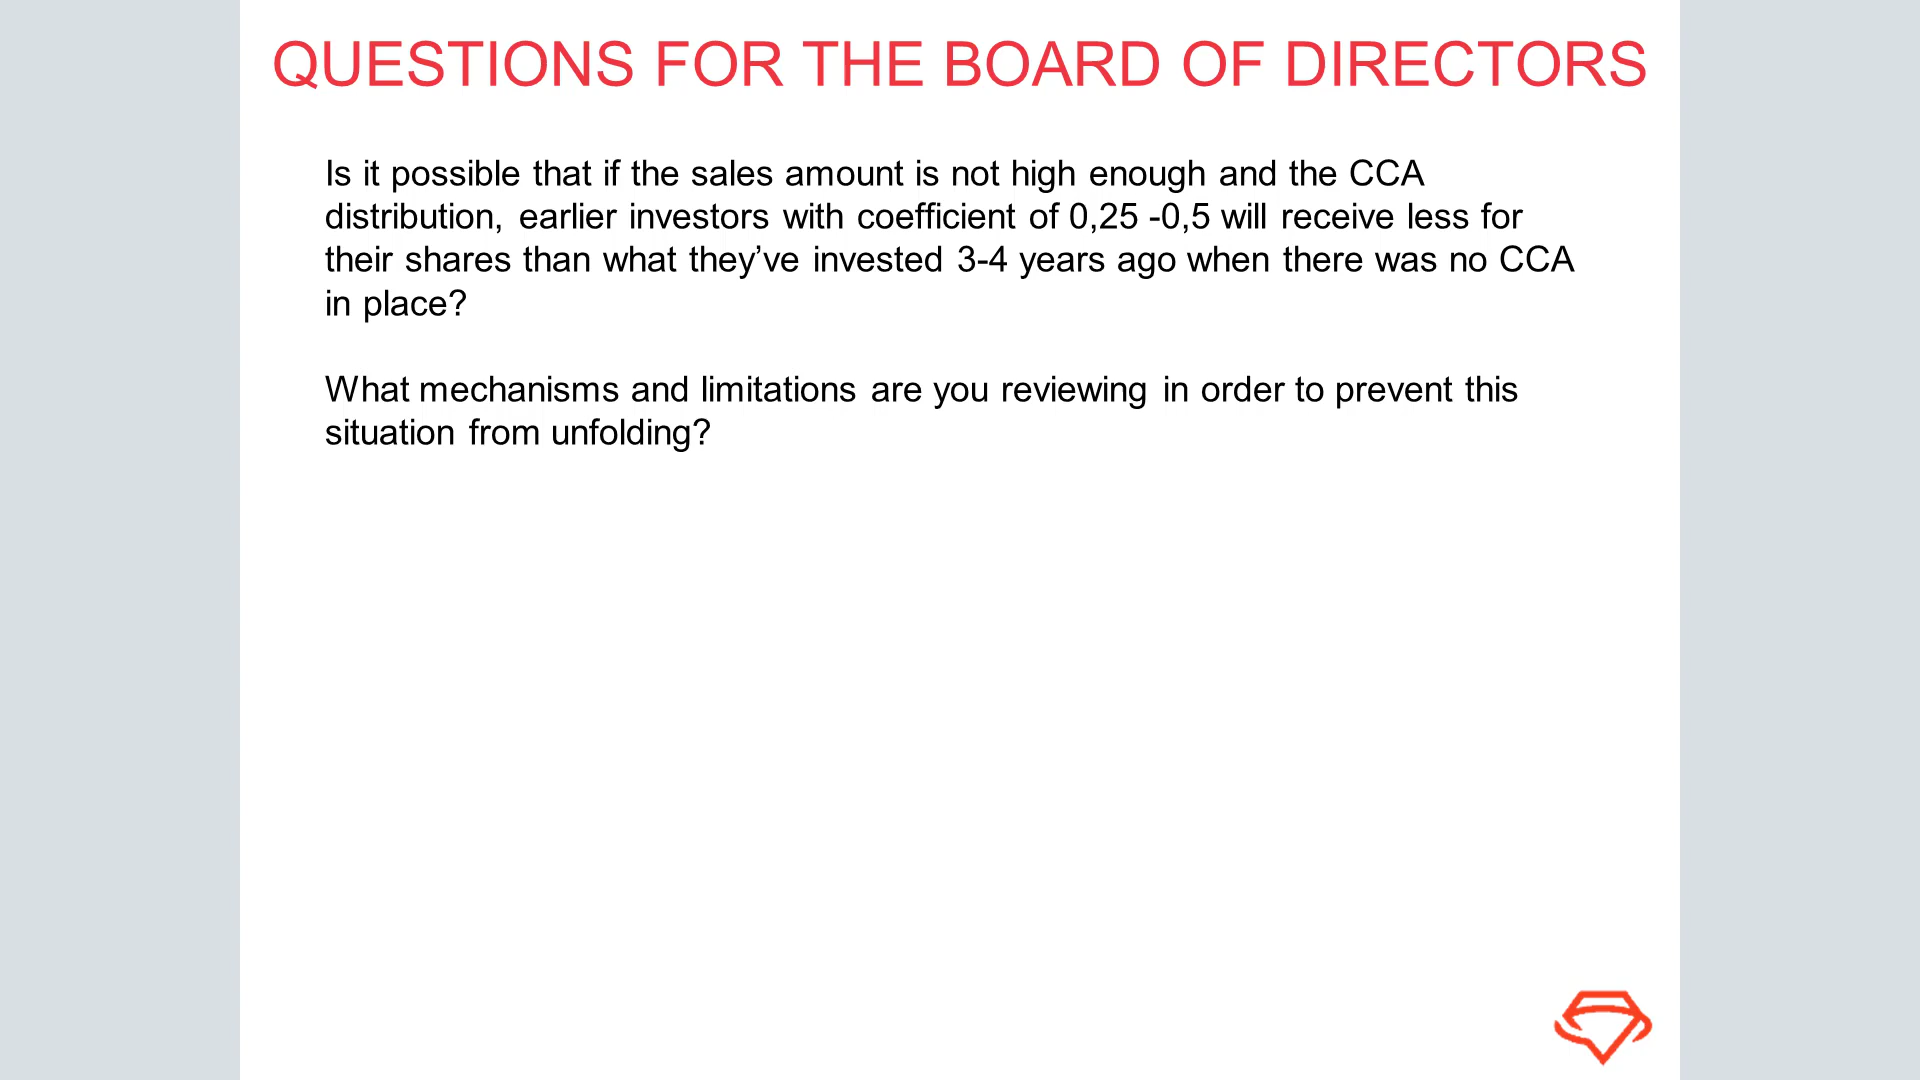 QUESTIONS FOR THE BOARD OF DIRECTORS
Is it possible that if the sales amount is not high enough and the CCA
distribution, earlier investors with coefficient of 0,25 -0,5 will receive less for
their shares than what they’ve invested 3-4 years ago when there was no CCA
in place?
What mechanisms and limitations are you reviewing in order to prevent this
situation from unfolding?